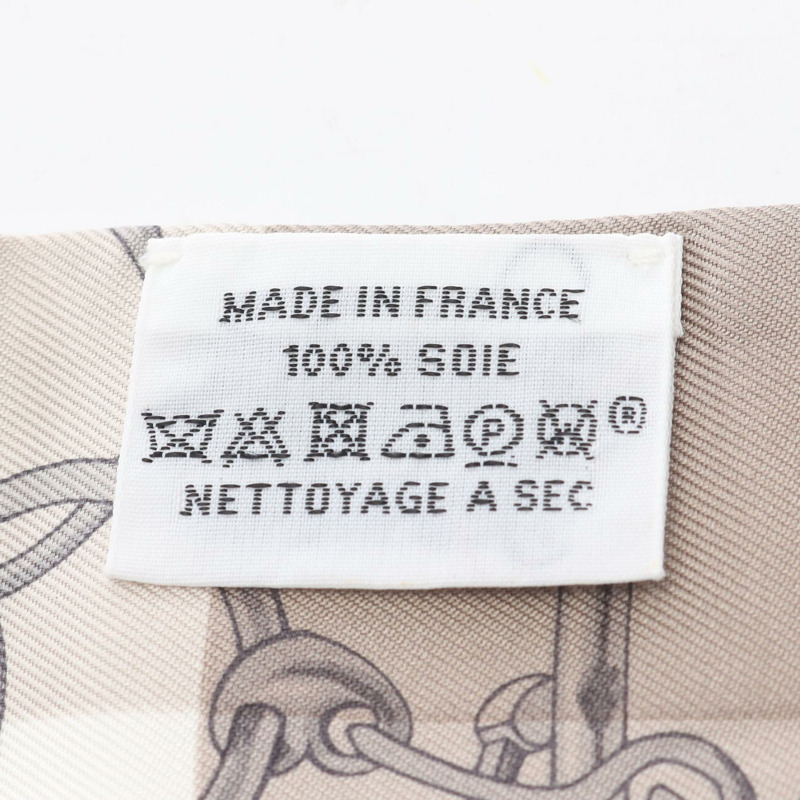 MADE IN FRANCE
100% SOIE
P W ®
NETTOYAGE A SEC